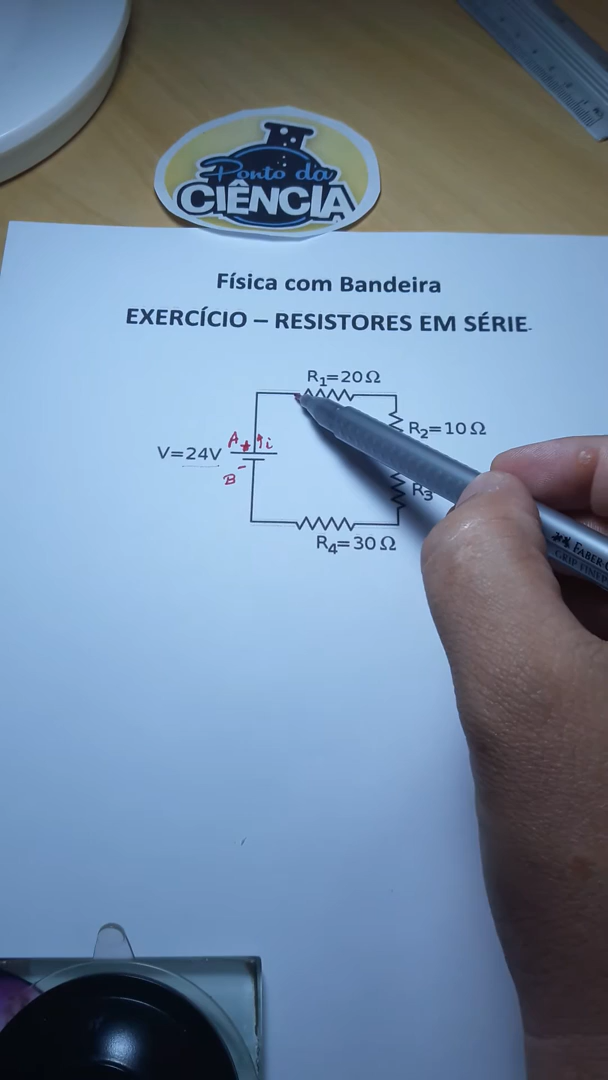 Ponto da
CIÊNCIA
Física com Bandeira
EXERCÍCIO – RESISTORES EM SÉRIE
R₁=20Ω
R₂=10Ω
A + i
V=24V
B -
R₃
R₄=30Ω
FABER
GRIP FINE